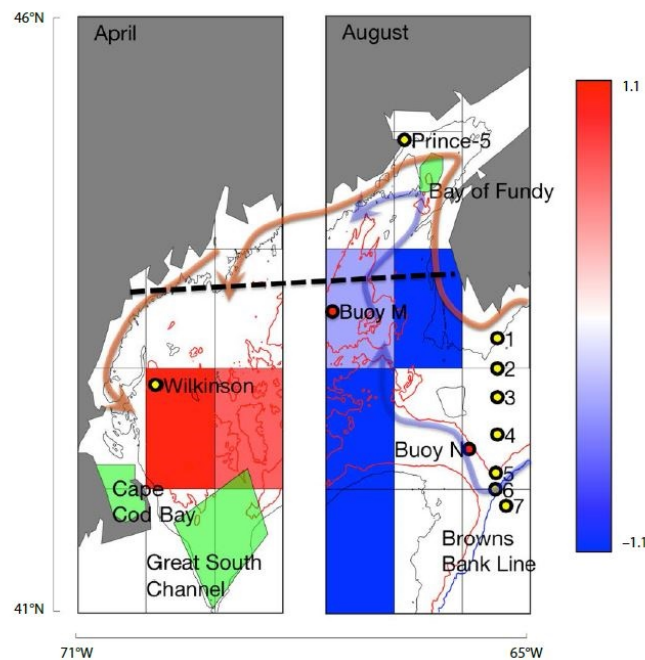 46°N
April
August
1.1
Prince-5
Bay of Fundy
Buoy M
1
2
Wilkinson
3
4
Buoy N
5
6
7
Cape
Cod Bay
Great South
Channel
Browns
Bank Line
-1.1
41°N
71°W
65°W